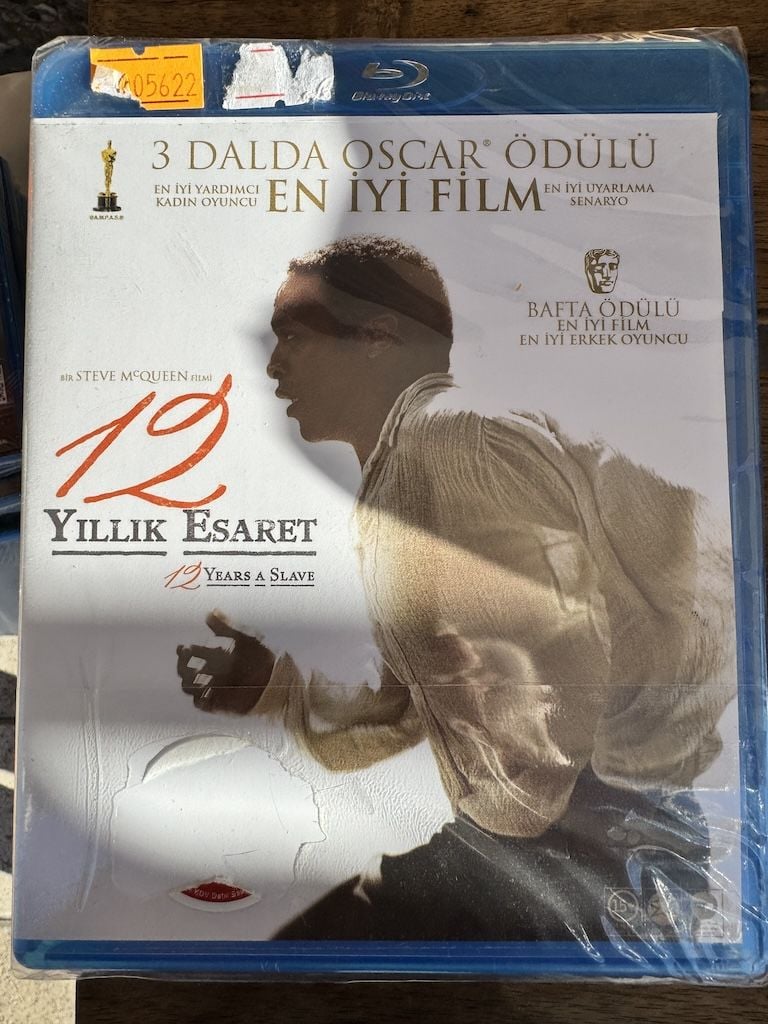 05622
Blu-ray Disc
3 DALDA OSCAR® ÖDÜLÜ
EN İYİ YARDIMCI
KADIN OYUNCU
EN İYİ FİLM
EN İYİ UYARLAMA
SENARYO
©A.M.P.A.S.®
BAFTA ÖDÜLÜ
EN İYİ FİLM
EN İYİ ERKEK OYUNCU
BİR STEVE McQUEEN FİLMİ
12
YILLIK ESARET
12 YEARS A SLAVE
KDV